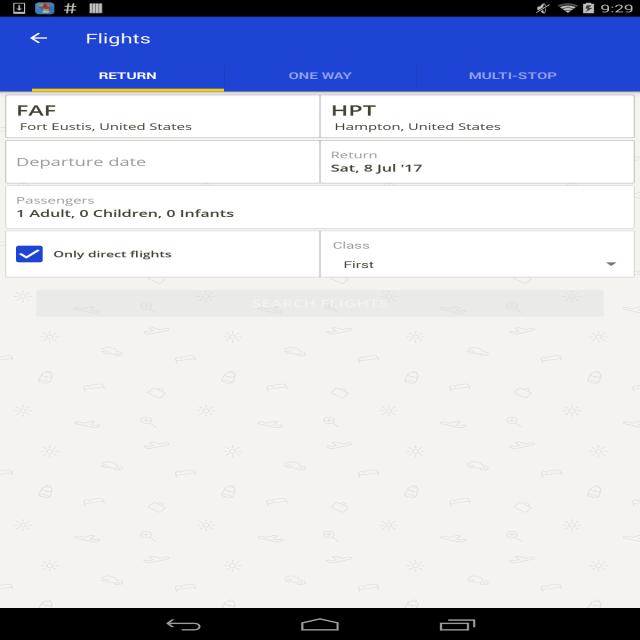 9:29
Flights
RETURN
ONE WAY
MULTI-STOP
FAF
Fort Eustis, United States
HPT
Hampton, United States
Departure date
Return
Sat, 8 Jul '17
Passengers
1 Adult, 0 Children, 0 Infants
Only direct flights
Class
First
SEARCH FLIGHTS